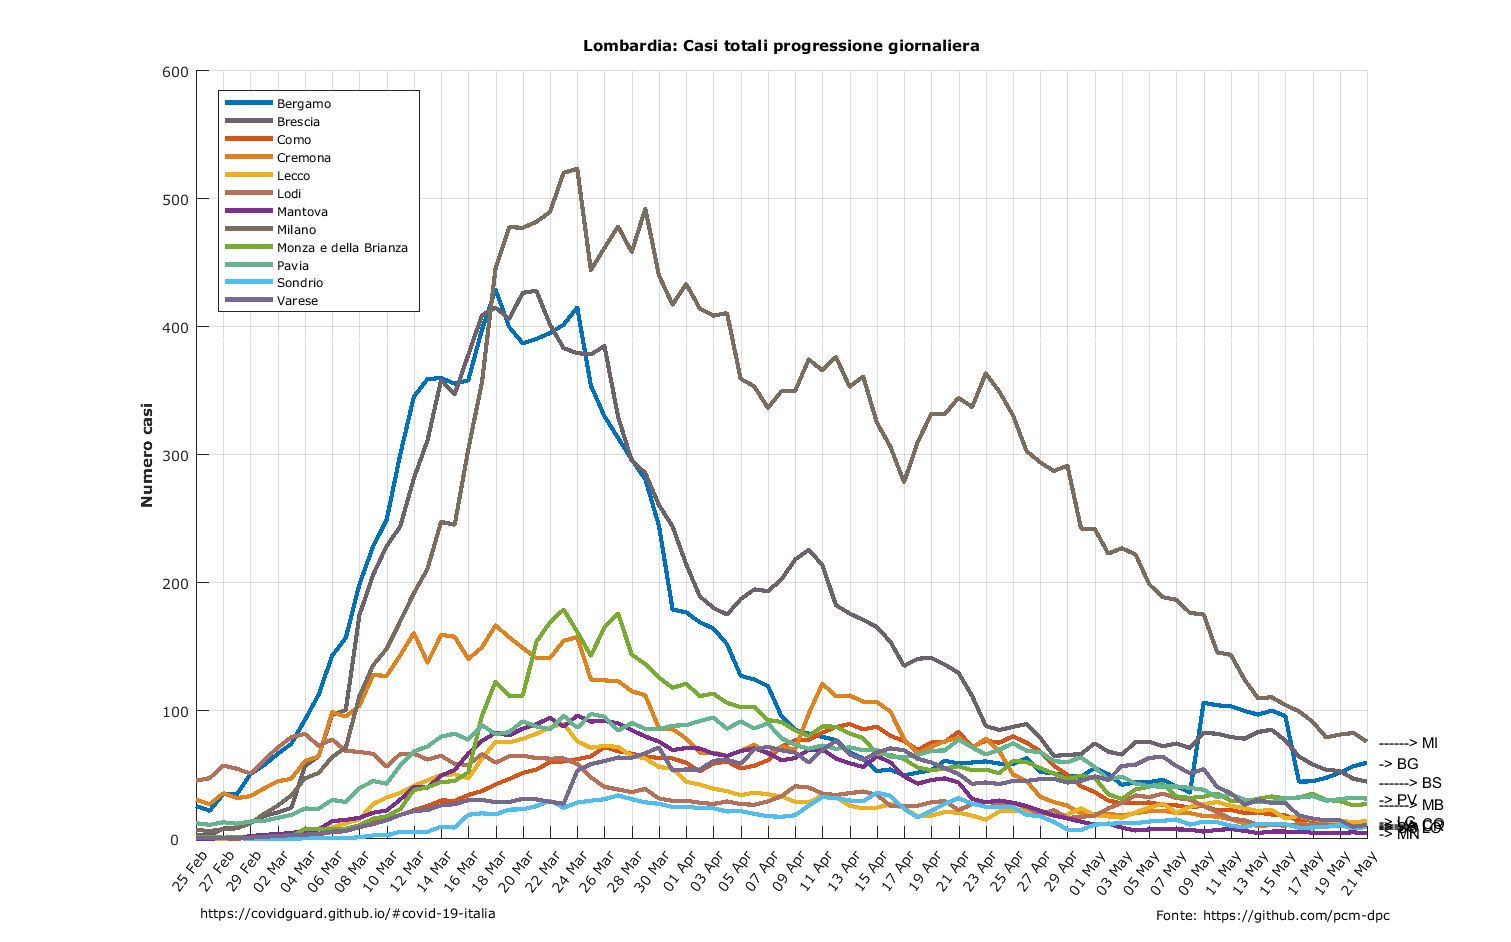 Lombardia: Casi totali progressione giornaliera
600
500
400
300
200
100
0
Numero casi
Bergamo
Brescia
Como
Cremona
Lecco
Lodi
Mantova
Milano
Monza e della Brianza
Pavia
Sondrio
Varese
-------> MI
-> BG
-------> BS
-> PV
-------> MB
-> LC
-> MN
25 Feb
27 Feb
29 Feb
02 Mar
04 Mar
06 Mar
08 Mar
10 Mar
12 Mar
14 Mar
16 Mar
18 Mar
20 Mar
22 Mar
24 Mar
26 Mar
28 Mar
30 Mar
01 Apr
03 Apr
05 Apr
07 Apr
09 Apr
11 Apr
13 Apr
15 Apr
17 Apr
19 Apr
21 Apr
23 Apr
25 Apr
27 Apr
29 Apr
01 May
03 May
05 May
07 May
09 May
11 May
13 May
15 May
17 May
19 May
21 May
https://covidguard.github.io/#covid-19-italia
Fonte: https://github.com/pcm-dpc